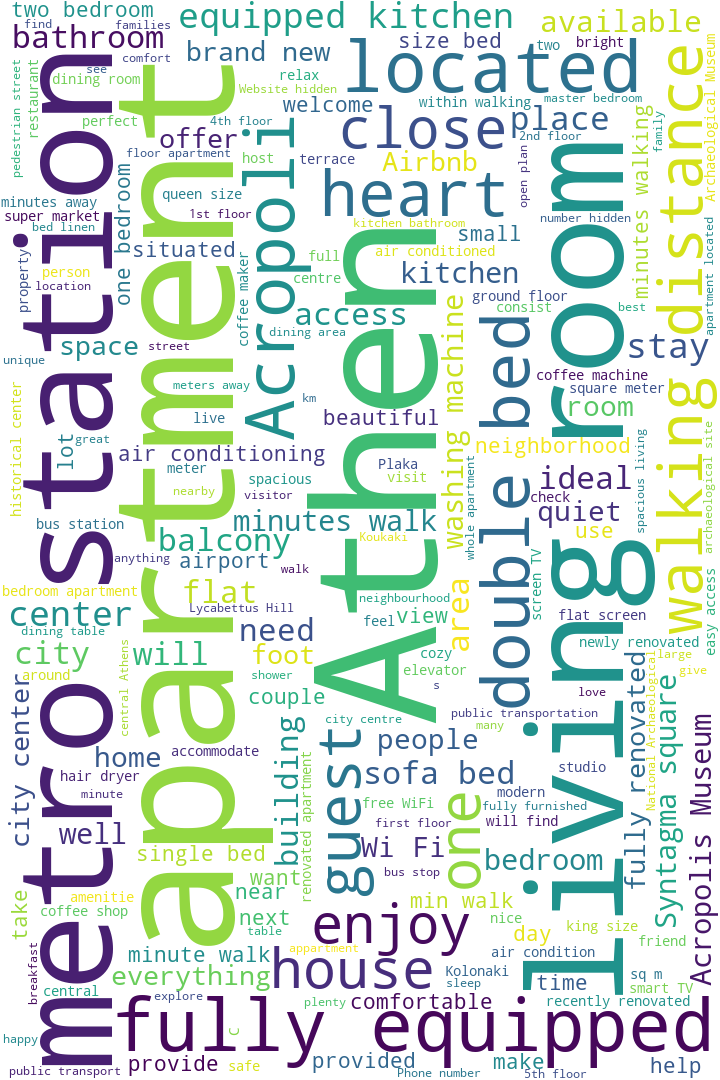 two bedroom
equipped kitchen
available
find
families
bathroom
comfort
see
brand new
size bed
two
bright
located
dining room
relax
Website hidden
restaurant
pedestrian street
perfect
4th floor
welcome
within walking
master bedroom
offer
close
place
2nd floor
family
Archaeological Museum
distance
floor apartment
host
terrace
Airbnb
open plan
minutes walking
station
apartment
Acropoli
heart
living room
minutes away
super market
bed linen
one bedroom
queen size
1st floor
kitchen bathroom
number hidden
situated
full
air conditioned
small
property
person
location
centre
kitchen
apartment located
coffee maker
access
ground floor
consist
best
space
street
dining area
stay
unique
meters away
km
coffee machine
square meter
historical center
live
beautiful
washing machine
double bed
room
walking
lot
great
air conditioning
neighborhood
meter
spacious
Plaka
visit
whole apartment
ideal
check
spacious living
archaeological site
nearby
visitor
quiet
bus station
minutes walk
use
Athen
balcony
Koukaki
anything
airport
walk
screen TV
bedroom apartment
flat
neighbourhood
area
easy access
center
Lycabettus Hill
feel
view
flat screen
dining table
need
newly renovated
city
will
foot
cozy
large
central Athens
around
shower
elevator
give
city center
couple
s
love
National Archaeological
fully renovated
Syntagma square
metro
city centre
public transportation
many
building
guest
people
home
accommodate
hair dryer
sofa bed
studio
minute
renovated apartment
free WiFi
modern
fully furnished
Acropolis Museum
well
first floor
will find
one
single bed
Wi Fi
bedroom
want
bus stop
take
amenitie
near
min walk
coffee shop
next
enjoy
nice
king size
table
day
friend
breakfast
minute walk
appartment
air condition
everything
house
Kolonaki
sleep
time
sq m
central
smart TV
explore
plenty
comfortable
recently renovated
happy
C
fully equipped
public transport
provide
safe
provided
Phone number
make
5th floor
help